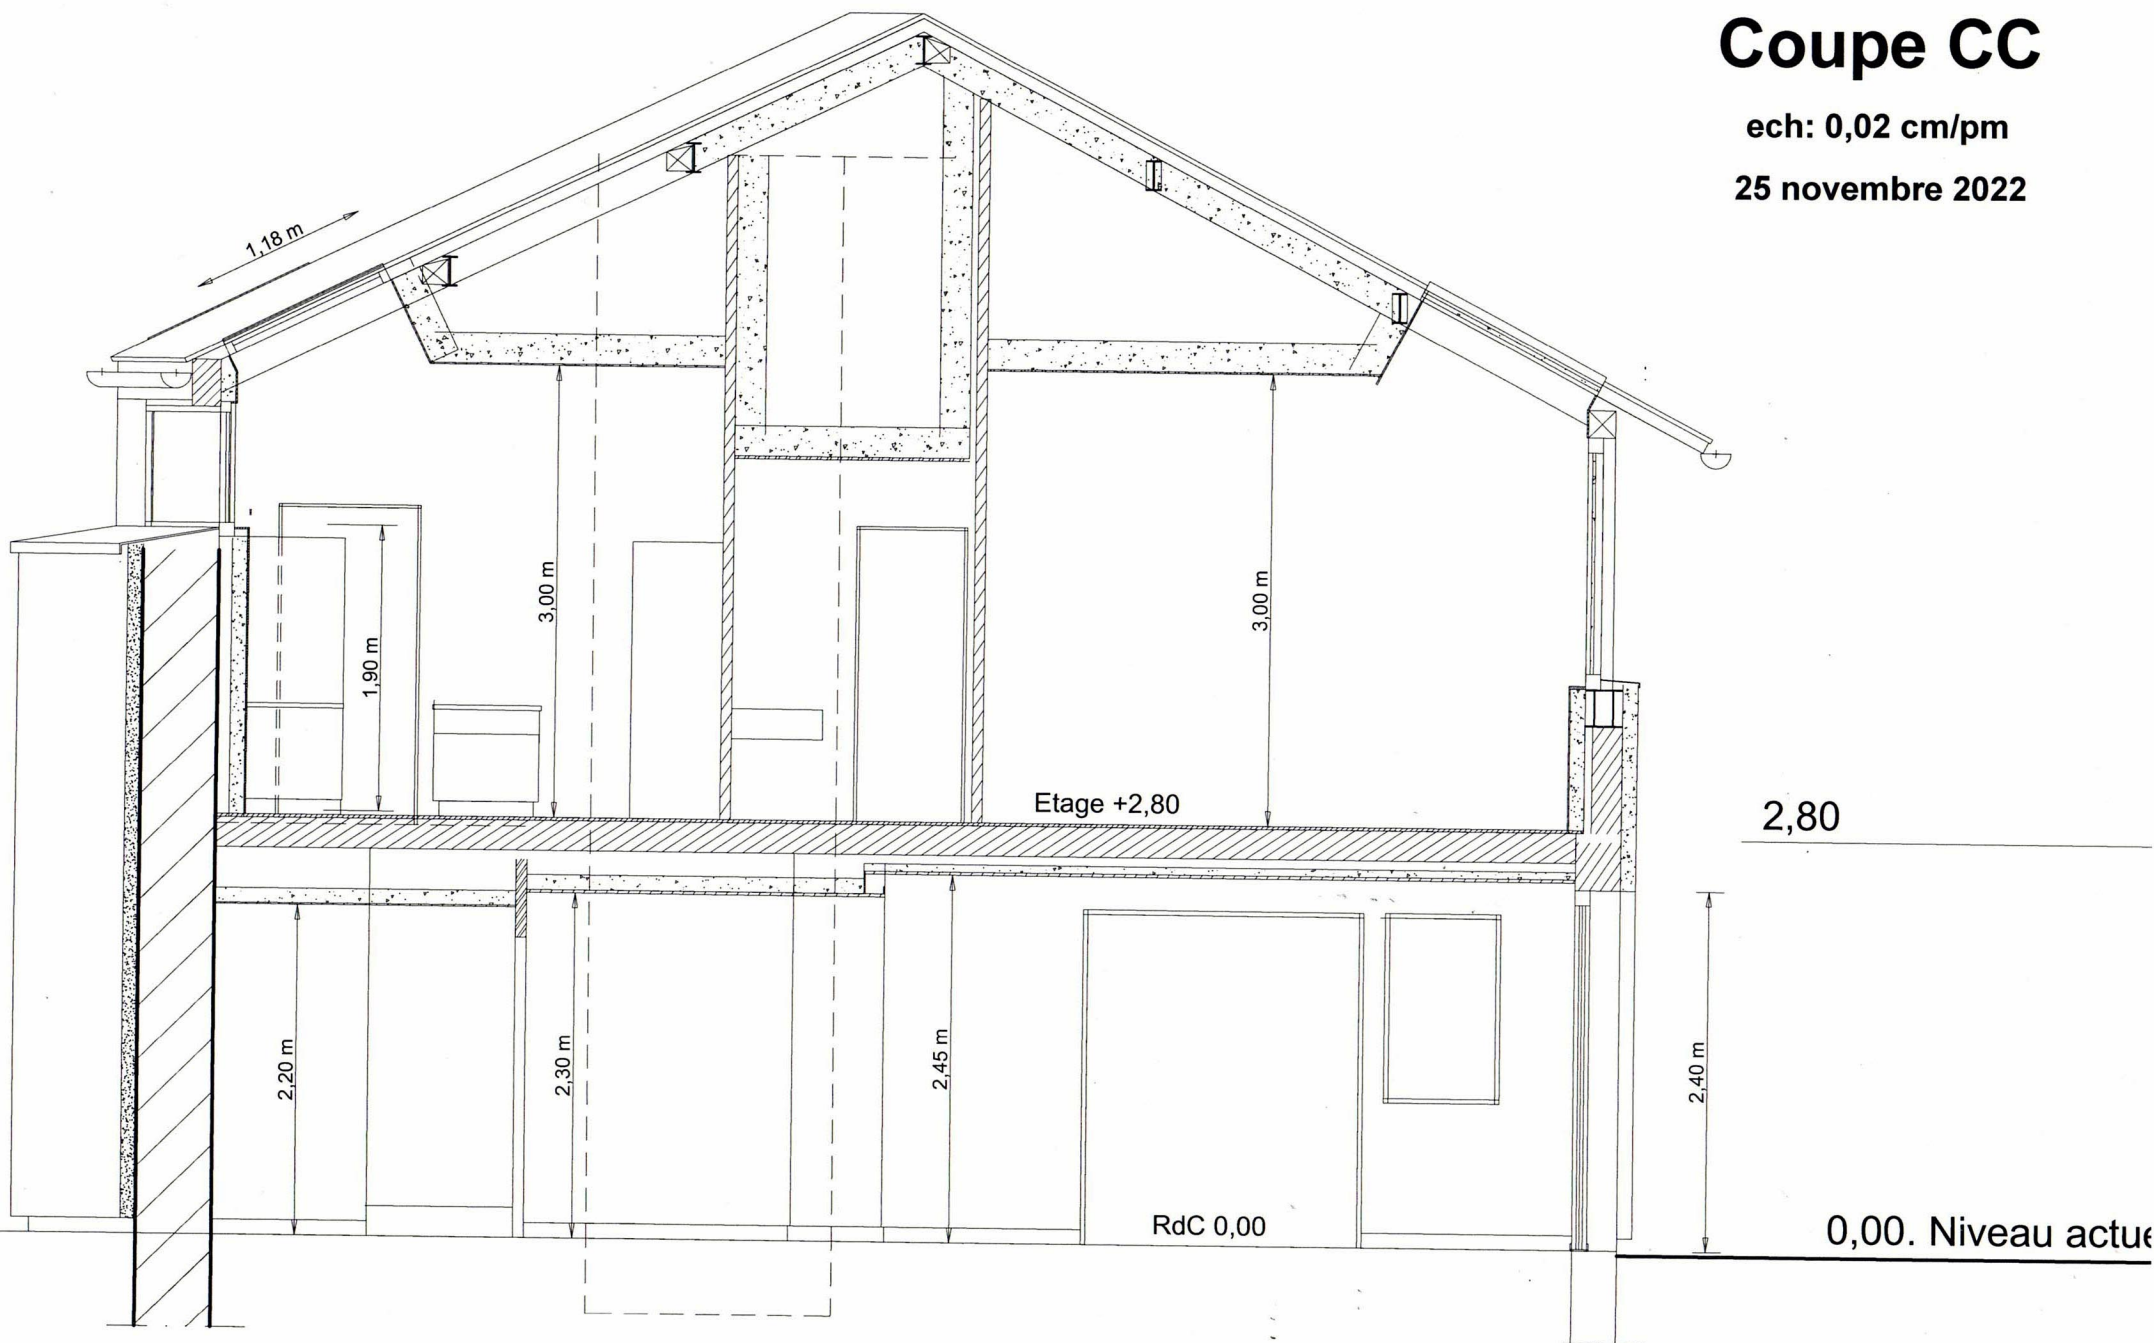 Coupe CC
ech: 0,02 cm/pm
25 novembre 2022
1,18 m
3,00 m
3,00 m
1,90 m
Etage +2,80
2,80
2,20 m
2,30 m
2,45 m
2,40 m
RdC 0,00
0,00. Niveau actue